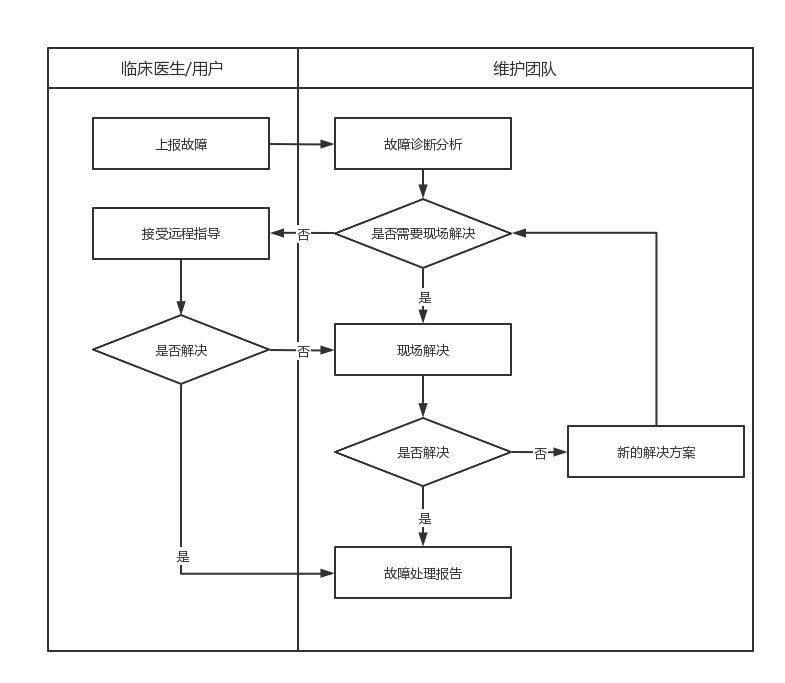 临床医生/用户
维护团队
上报故障
故障诊断分析
接受远程指导
否
是否需要现场解决
是
是否解决
否
现场解决
是否解决
否
新的解决方案
是
是
故障处理报告